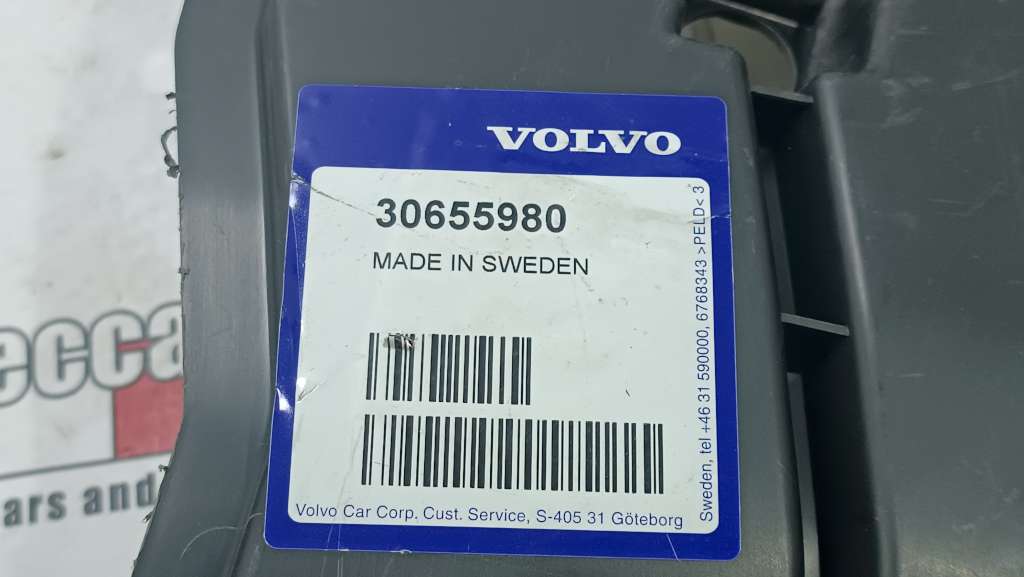 VOLVO
30655980
MADE IN SWEDEN
Volvo Car Corp. Cust. Service, S-405 31 Göteborg
Sweden, tel +46 31 590000, 6768343 >PELD< 3
ecca
ars and